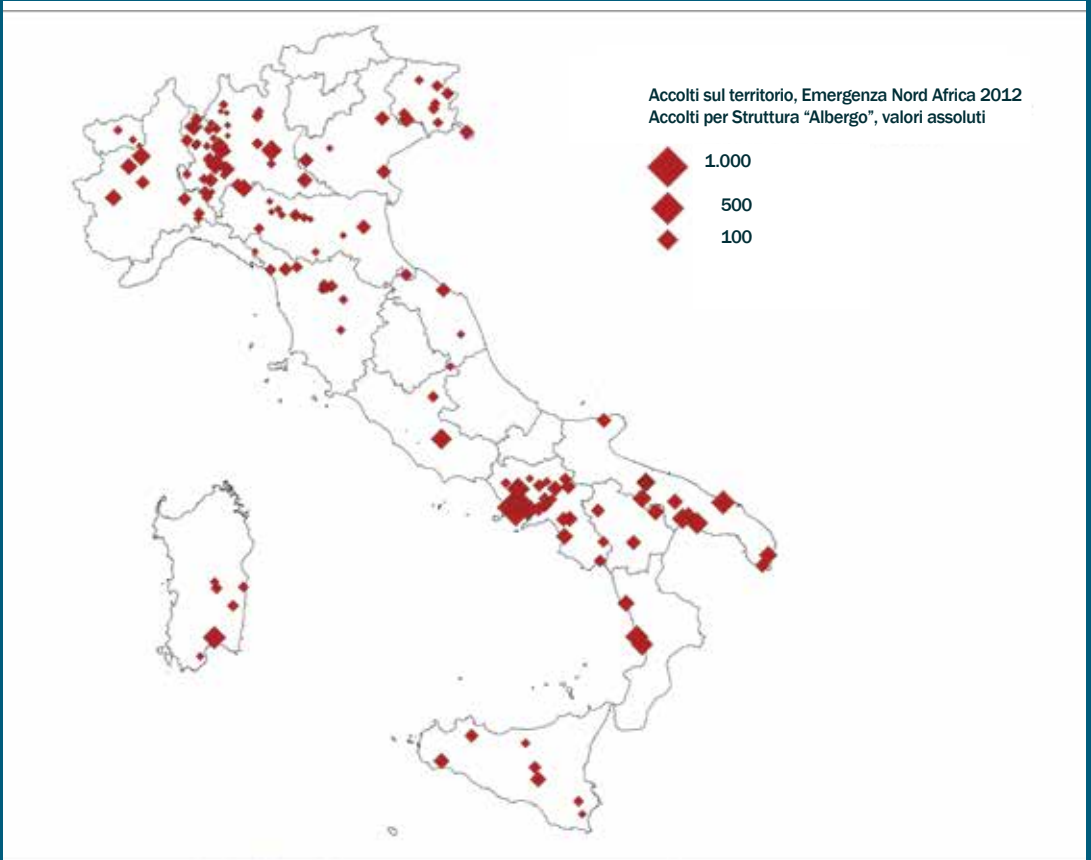 Accolti sul territorio, Emergenza Nord Africa 2012
Accolti per Struttura “Albergo”, valori assoluti
1.000
500
100